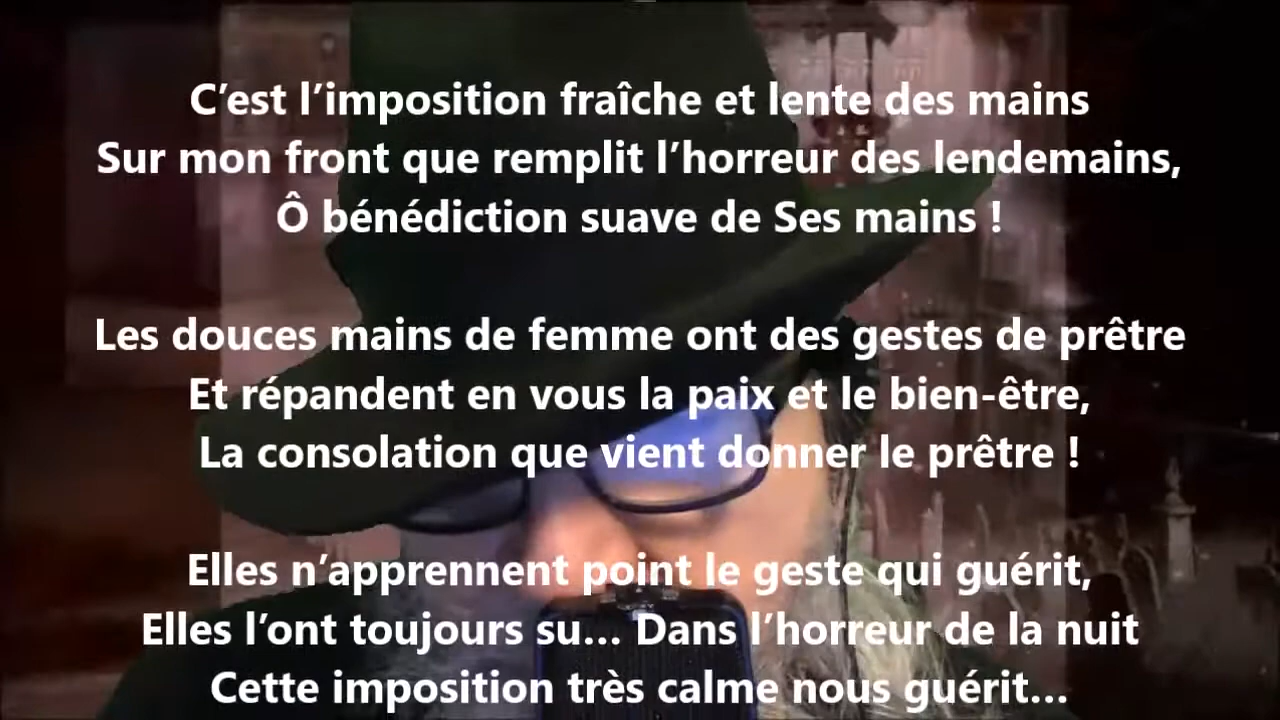 C’est l’imposition fraîche et lente des mains
Sur mon front que remplit l’horreur des lendemains,
Ô bénédiction suave de Ses mains !
Les douces mains de femme ont des gestes de prêtre
Et répandent en vous la paix et le bien-être,
La consolation que vient donner le prêtre !
Elles n’apprennent point le geste qui guérit,
Elles l’ont toujours su… Dans l’horreur de la nuit
Cette imposition très calme nous guérit…